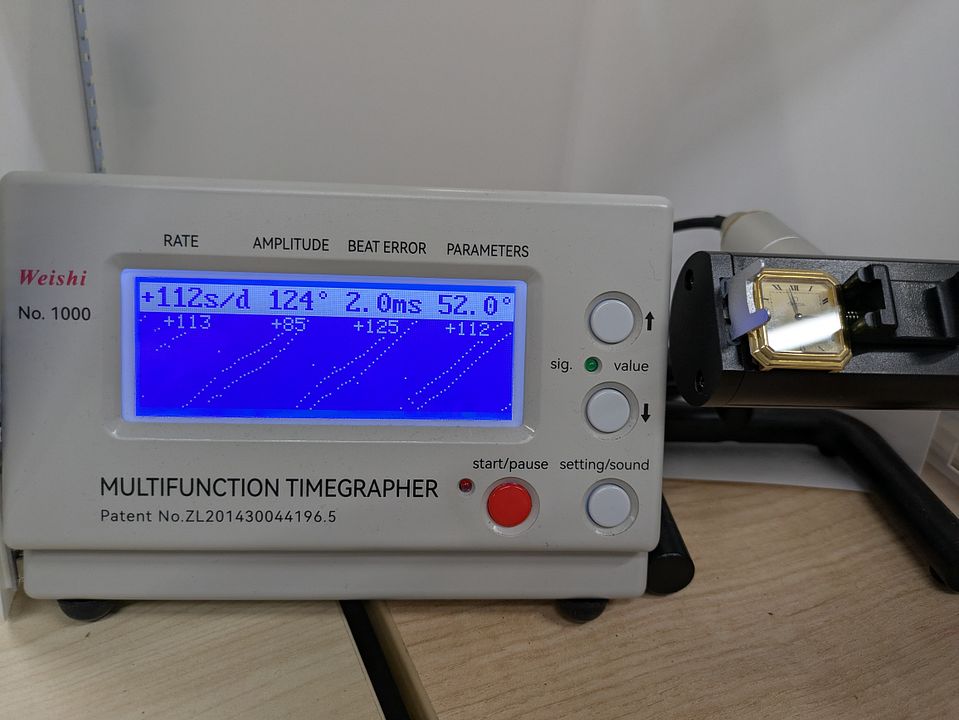 RATE AMPLITUDE BEAT ERROR PARAMETERS
Weishi
No. 1000
+112s/d 124° 2.0ms 52.0°
+113 +85 +125 +112
sig. value
start/pause setting/sound
MULTIFUNCTION TIMEGRAPHER
Patent No.ZL201430044196.5